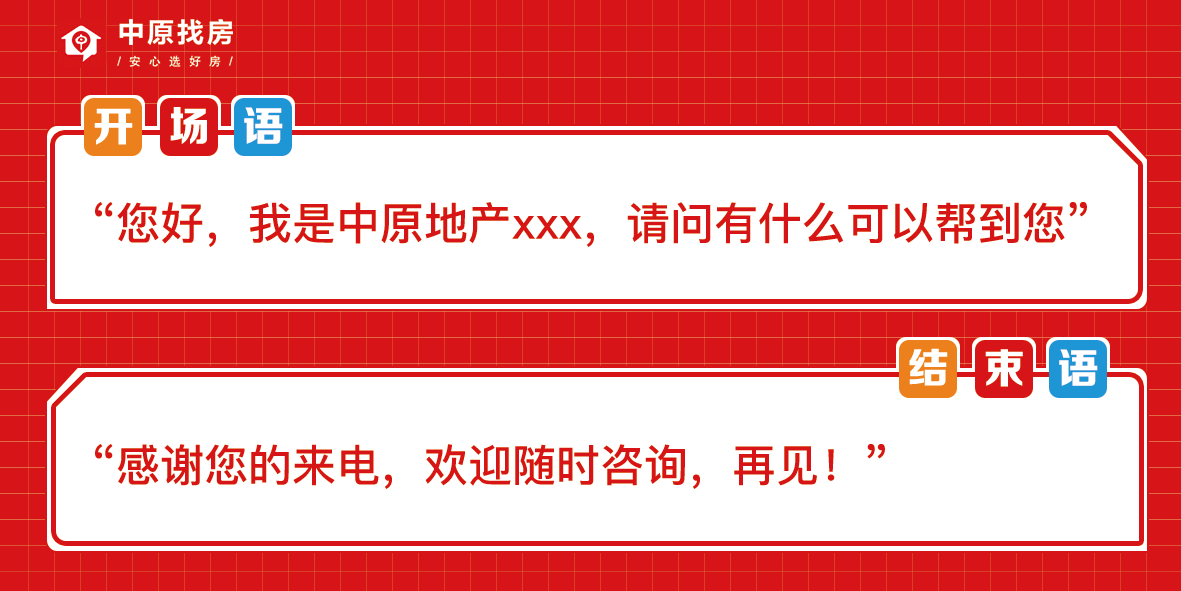 中原找房
/安心选好房/
开场语
“您好，我是中原地产xxx，请问有什么可以帮到您”
结束语
“感谢您的来电，欢迎随时咨询，再见！”